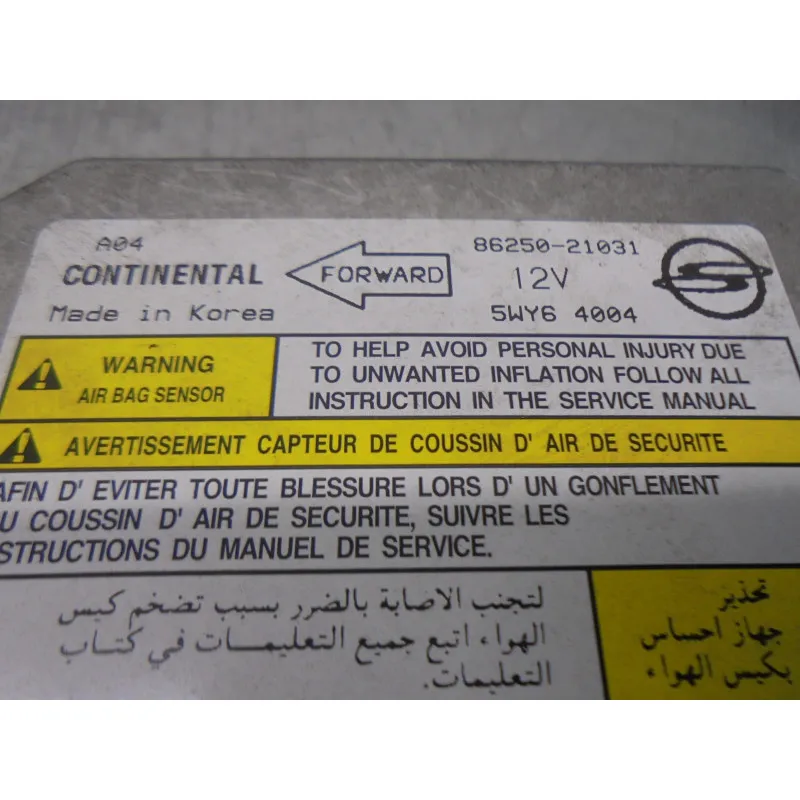 A04
CONTINENTAL
Made in Korea
FORWARD
86250-21031
12V
5WY6 4004
WARNING
AIR BAG SENSOR
TO HELP AVOID PERSONAL INJURY DUE
TO UNWANTED INFLATION FOLLOW ALL
INSTRUCTION IN THE SERVICE MANUAL
AVERTISSEMENT CAPTEUR DE COUSSIN D' AIR DE SECURITE
AFIN D' EVITER TOUTE BLESSURE LORS D' UN GONFLEMENT
U COUSSIN D' AIR DE SECURITE, SUIVRE LES
STRUCTIONS DU MANUEL DE SERVICE.
تحذير
جهاز احساس
بكيس الهواء
لتجنب الاصابة بالضرر بسبب تضخم كيس
الهواء اتبع جميع التعليمات في كتاب
التعليمات.